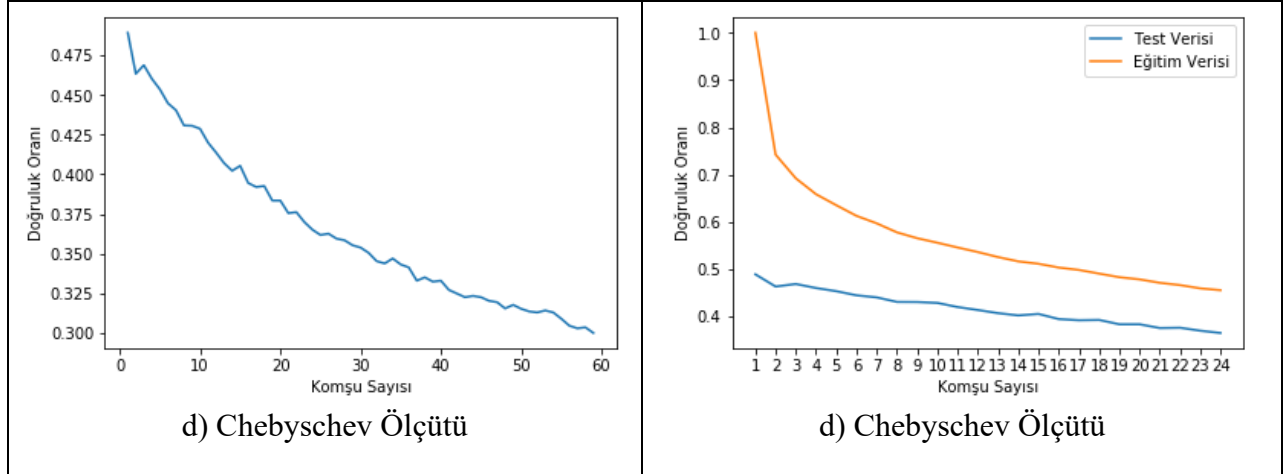 0.475
0.450
0.425
0.400
0.375
0.350
0.325
0.300
Doğruluk Oranı
0 10 20 30 40 50 60
Komşu Sayısı
d) Chebyschev Ölçütü
Test Verisi
Eğitim Verisi
1.0
0.9
0.8
0.7
0.6
0.5
0.4
Doğruluk Oranı
1 2 3 4 5 6 7 8 9 10 11 12 13 14 15 16 17 18 19 20 21 22 23 24
Komşu Sayısı
d) Chebyschev Ölçütü